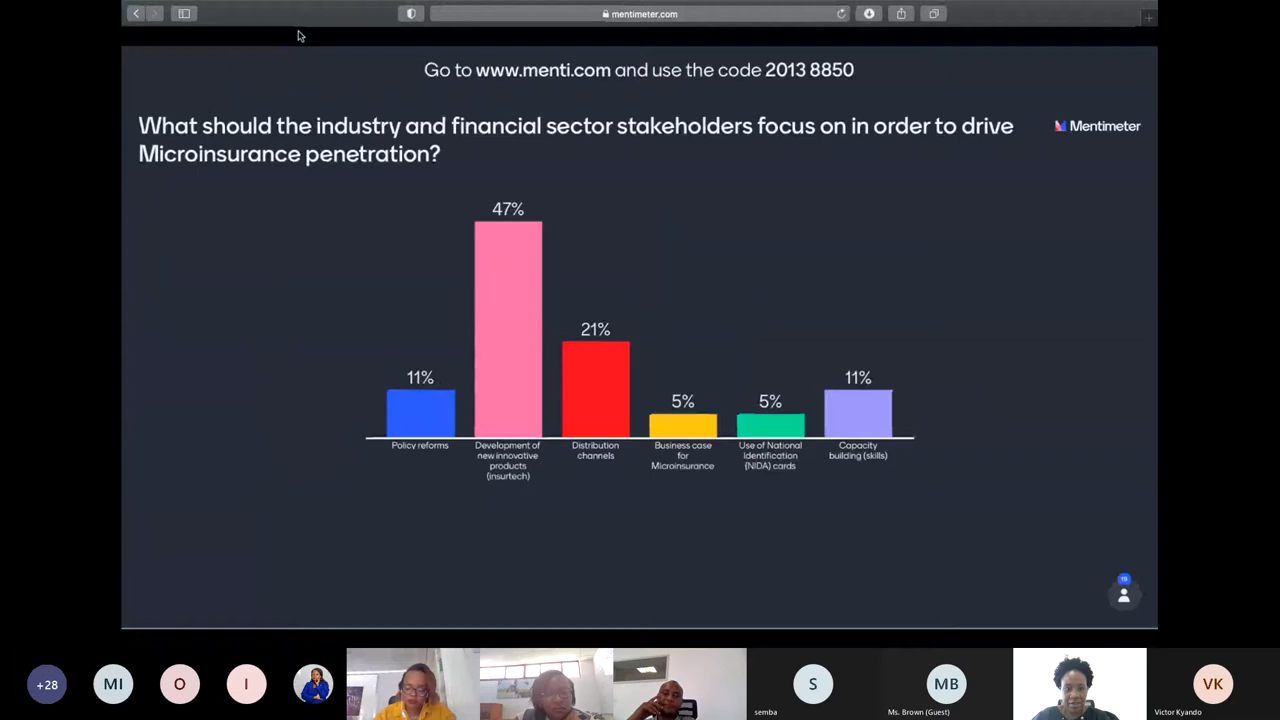 mentimeter.com
Go to www.menti.com and use the code 2013 8850
What should the industry and financial sector stakeholders focus on in order to drive
Microinsurance penetration?
Mentimeter
47%
21%
11%
11%
5%
5%
Policy reforms
Development of
new innovative
products
(insurtech)
Distribution
channels
Business case
for
Microinsurance
Use of National
Identification
(NIDA) cards
Capacity
building (skills)
+28
MI
O
I
S
MB
VK
semba
Ms. Brown (Guest)
Victor Kyando